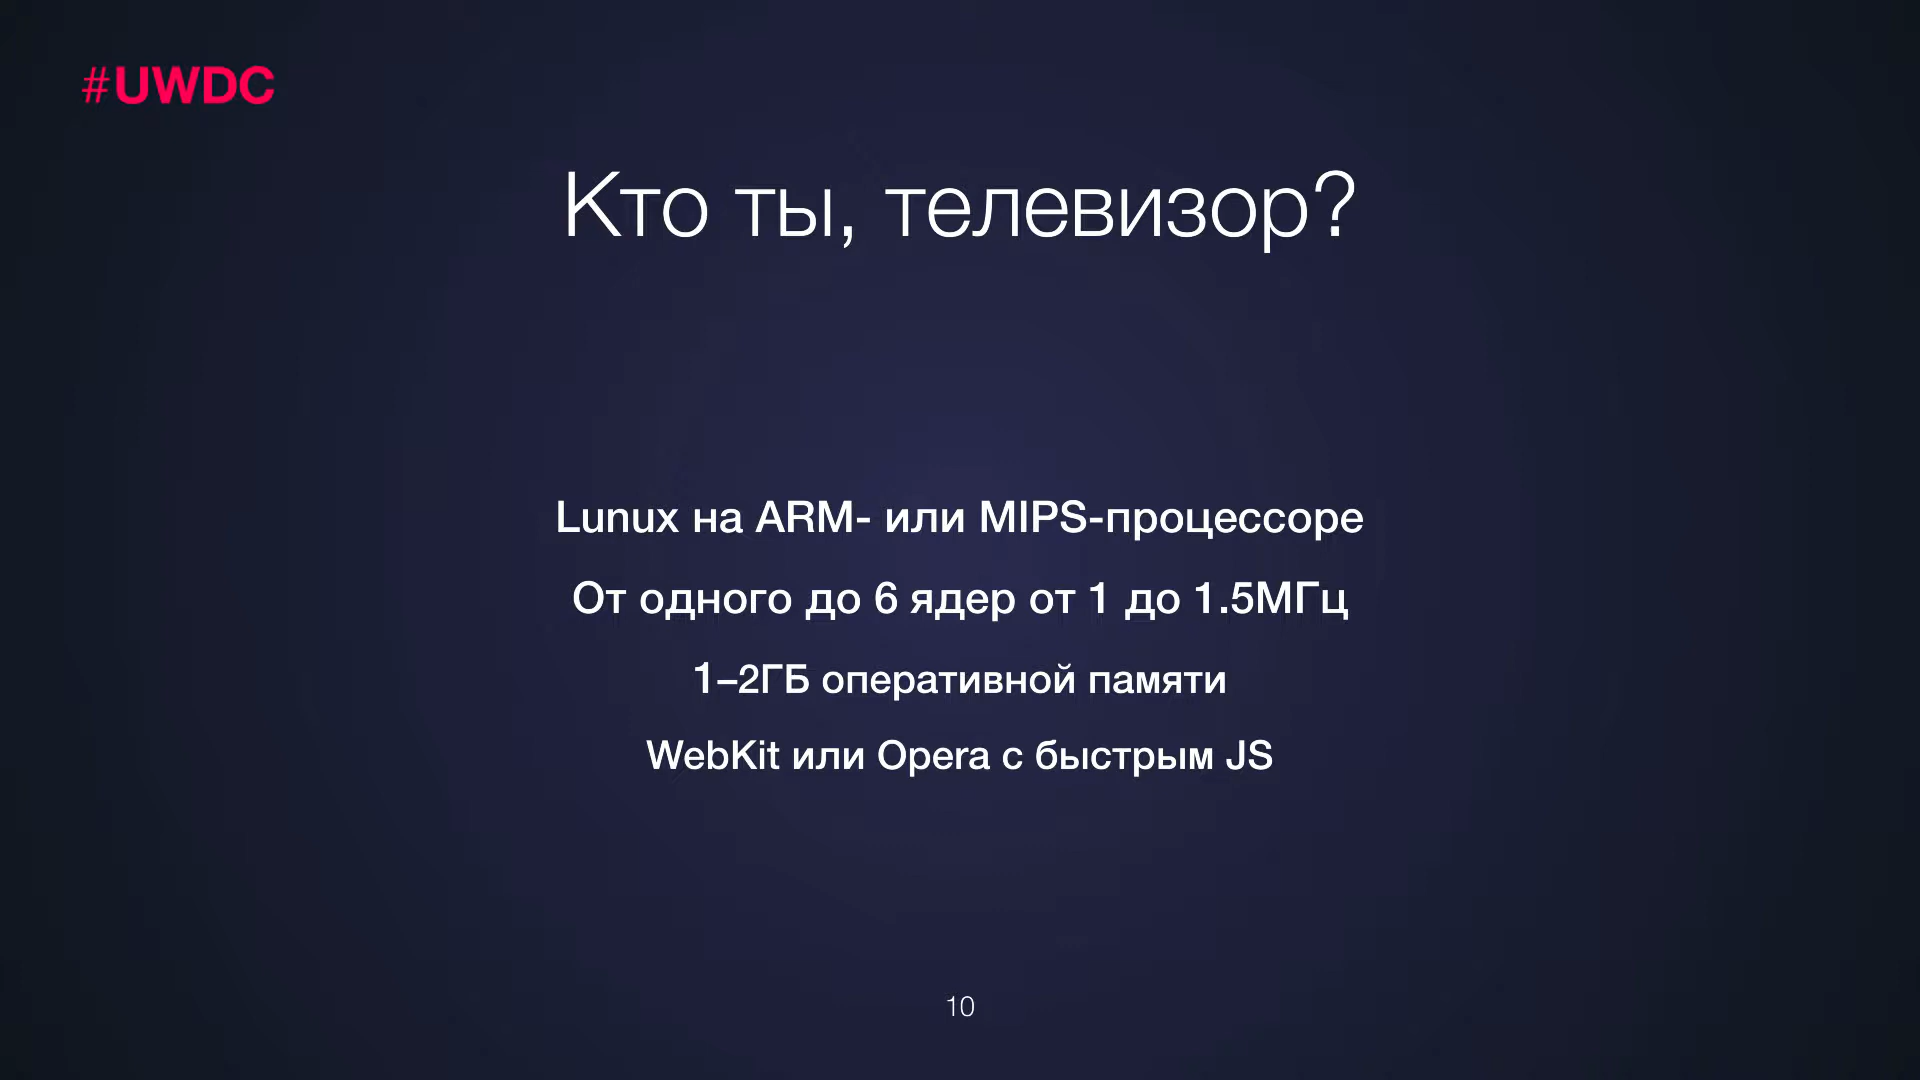 #UWDC
Кто ты, телевизор?
Lunux на ARM- или MIPS-процессоре
От одного до 6 ядер от 1 до 1.5МГц
1–2ГБ оперативной памяти
WebKit или Opera с быстрым JS
10